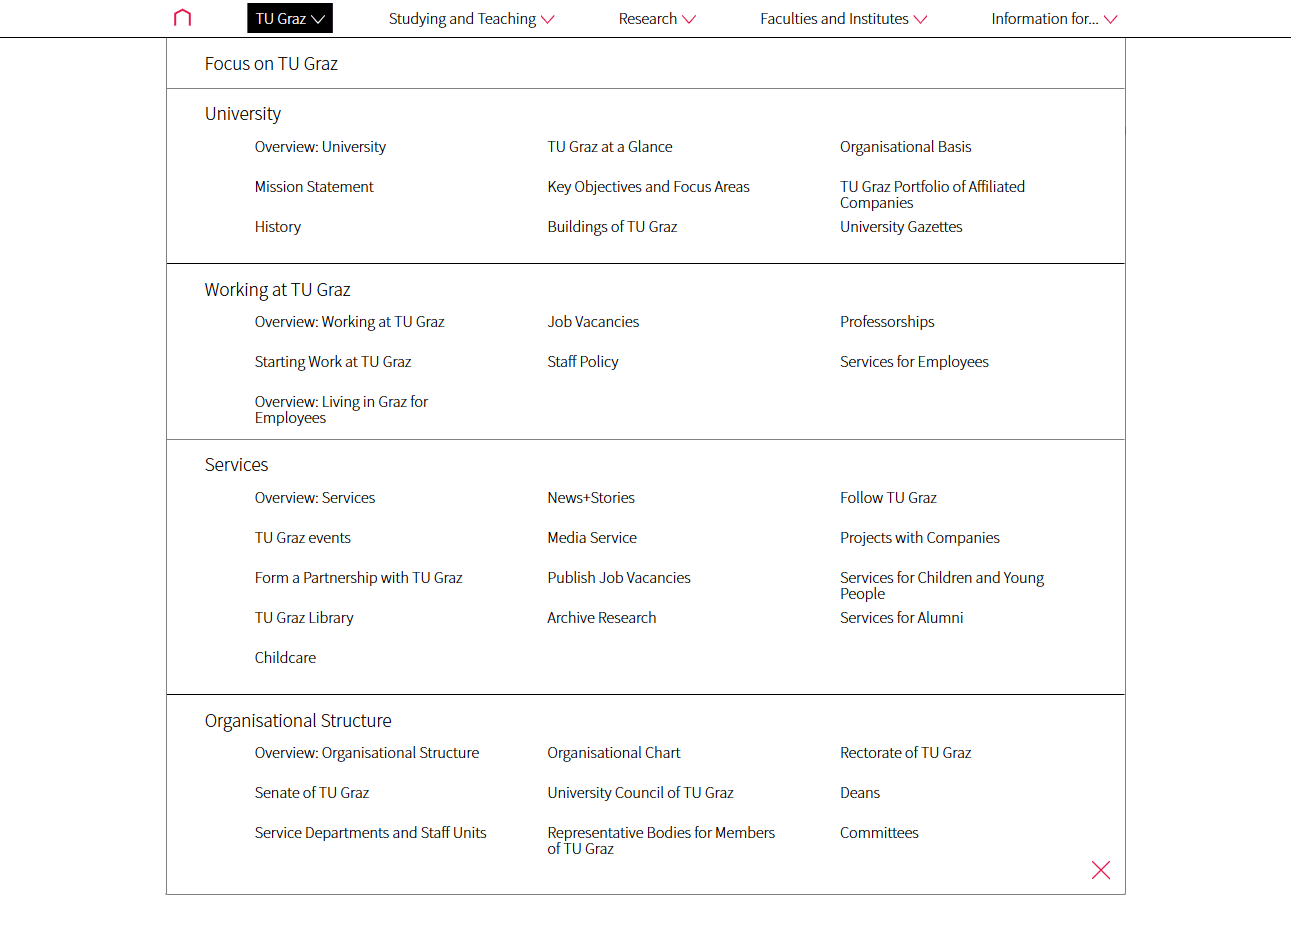 TU Graz Studying and Teaching Research Faculties and Institutes Information for...
Focus on TU Graz
University
Overview: University TU Graz at a Glance Organisational Basis
Mission Statement Key Objectives and Focus Areas TU Graz Portfolio of Affiliated
Companies
History Buildings of TU Graz University Gazettes
Working at TU Graz
Overview: Working at TU Graz Job Vacancies Professorships
Starting Work at TU Graz Staff Policy Services for Employees
Overview: Living in Graz for
Employees
Services
Overview: Services News+Stories Follow TU Graz
TU Graz events Media Service Projects with Companies
Form a Partnership with TU Graz Publish Job Vacancies Services for Children and Young
People
TU Graz Library Archive Research Services for Alumni
Childcare
Organisational Structure
Overview: Organisational Structure Organisational Chart Rectorate of TU Graz
Senate of TU Graz University Council of TU Graz Deans
Service Departments and Staff Units Representative Bodies for Members Committees
of TU Graz